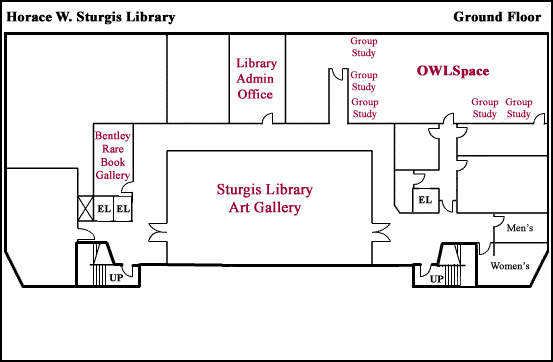 Horace W. Sturgis Library
Ground Floor
Group
Study
Library
Admin
Office
OWLSpace
Group
Study
Group
Study
Group
Study
Group
Study
Bentley
Rare
Book
Gallery
Sturgis Library
Art Gallery
EL
EL
EL
Men's
Women's
UP
UP